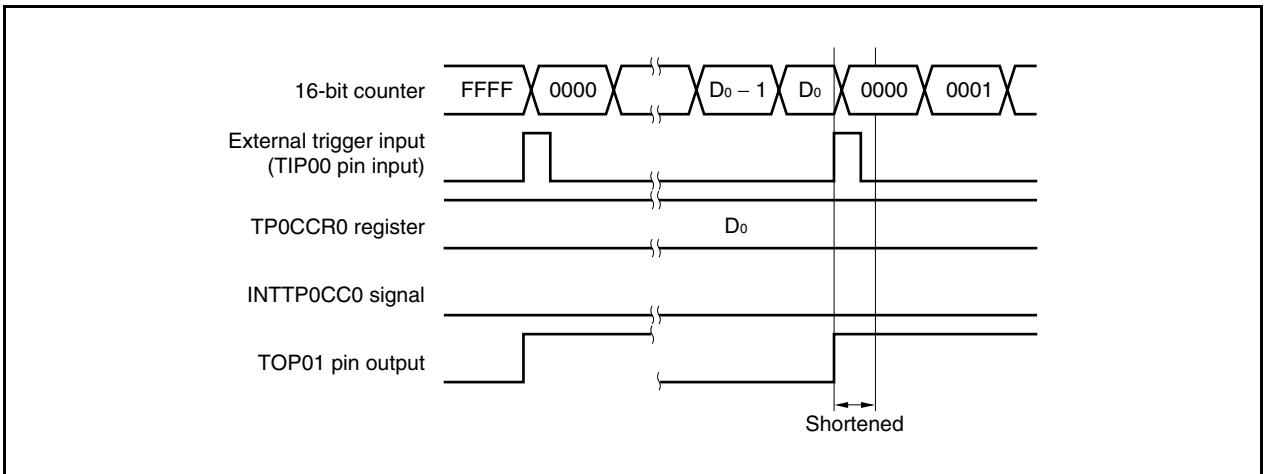 16-bit counter
FFFF 0000 D0 – 1 D0 0000 0001
External trigger input
(TIP00 pin input)
TP0CCR0 register
D0
INTTP0CC0 signal
TOP01 pin output
Shortened